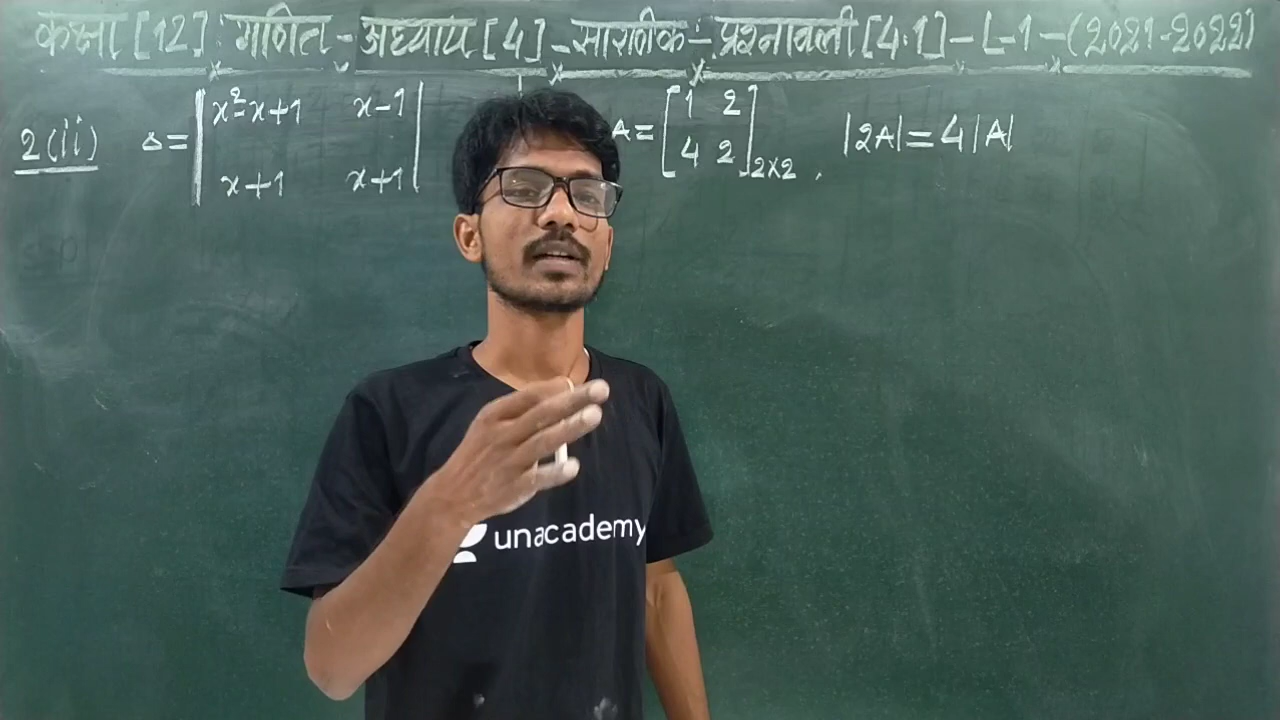 कक्षा [12] गणित - अध्याय [4] - सारणीक - प्रश्नावली [4.1] - L-1 - (2021-2022)
2(ii) Δ= | x²-x+1 x-1 | A= [ 1 2 ] |2A|=4|A|
| x+1 x+1 | [ 4 2 ]2×2 ,
unacademy